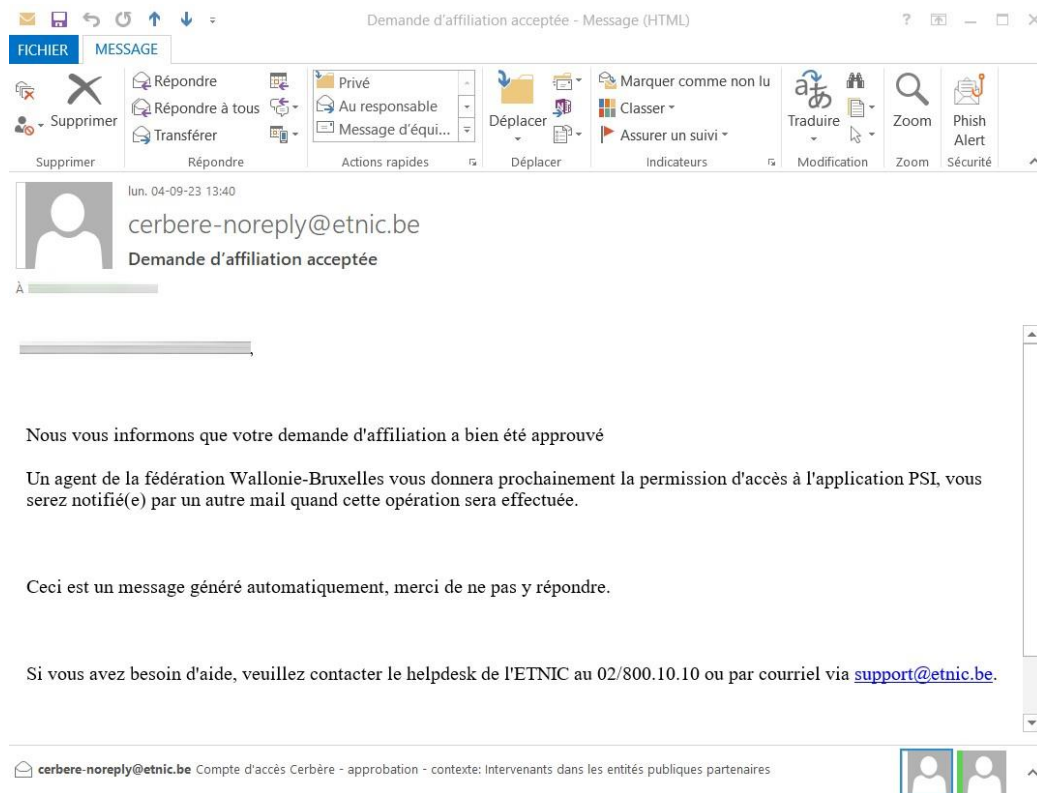 Demande d'affiliation acceptée - Message (HTML)
FICHIER MESSAGE
Supprimer
Répondre
Répondre à tous
Transférer
Privé
Au responsable
Message d'équi...
Déplacer
Marquer comme non lu
Classer
Assurer un suivi
Traduire
Zoom
Phish
Alert
Supprimer Répondre Actions rapides Déplacer Indicateurs Modification Zoom Sécurité
lun. 04-09-23 13:40
cerbere-noreply@etnic.be
Demande d'affiliation acceptée
À
,
Nous vous informons que votre demande d'affiliation a bien été approuvé
Un agent de la fédération Wallonie-Bruxelles vous donnera prochainement la permission d'accès à l'application PSI, vous
serez notifié(e) par un autre mail quand cette opération sera effectuée.
Ceci est un message généré automatiquement, merci de ne pas y répondre.
Si vous avez besoin d'aide, veuillez contacter le helpdesk de l'ETNIC au 02/800.10.10 ou par courriel via support@etnic.be.
cerbere-noreply@etnic.be Compte d'accès Cerbère - approbation - contexte: Intervenants dans les entités publiques partenaires